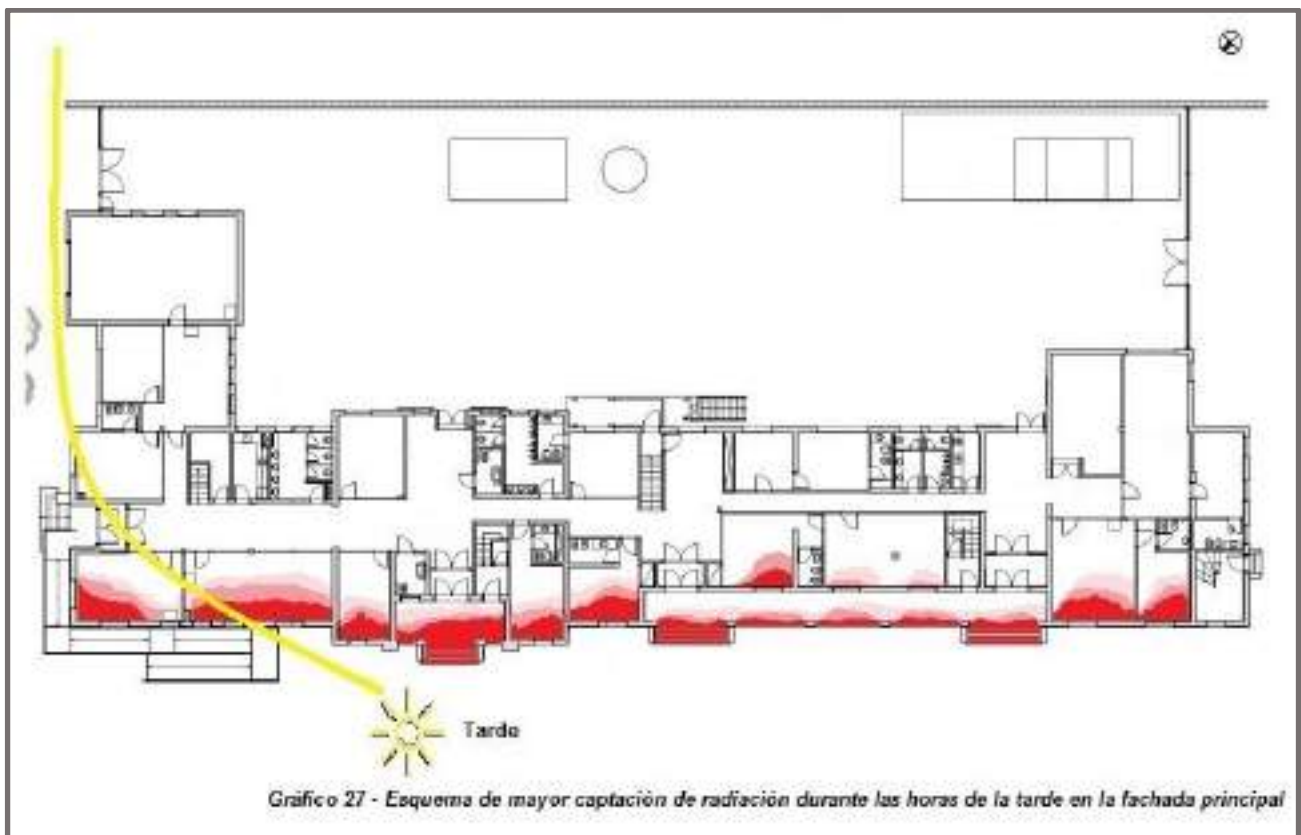 Tarde
Gráfico 27 - Esquema de mayor captación de radiación durante las horas de la tarde en la fachada principal